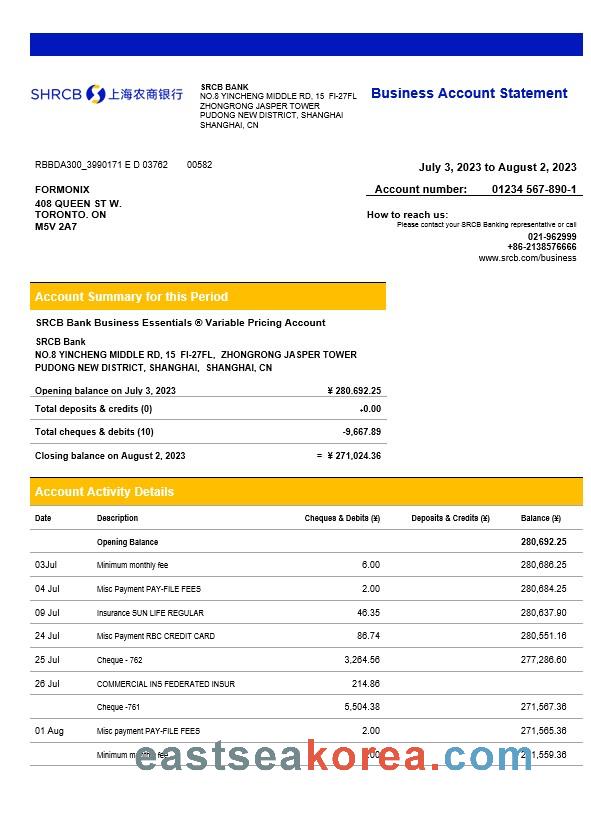 SHRCB 上海农商银行
SRCB BANK
NO.8 YINCHENG MIDDLE RD, 15 FI-27FL
ZHONGRONG JASPER TOWER
PUDONG NEW DISTRICT, SHANGHAI
SHANGHAI, CN
Business Account Statement
RBBDA300_3990171 E D 03762 00582
July 3, 2023 to August 2, 2023
Account number: 01234 567-890-1
FORMONIX
408 QUEEN ST W.
TORONTO. ON
M5V 2A7
How to reach us:
Please contact your SRCB Banking representative or call
021-962999
+86-2138576666
www.srcb.com/business
Account Summary for this Period
SRCB Bank Business Essentials ® Variable Pricing Account
SRCB Bank
NO.8 YINCHENG MIDDLE RD, 15 FI-27FL, ZHONGRONG JASPER TOWER
PUDONG NEW DISTRICT, SHANGHAI, SHANGHAI, CN
Opening balance on July 3, 2023 ¥ 280,692.25
Total deposits & credits (0) +0.00
Total cheques & debits (10) -9,667.89
Closing balance on August 2, 2023 = ¥ 271,024.36
Account Activity Details
Date Description Cheques & Debits (¥) Deposits & Credits (¥) Balance (¥)
Opening Balance 280,692.25
03Jul Minimum monthly fee 6.00 280,686.25
04 Jul Misc Payment PAY-FILE FEES 2.00 280,684.25
09 Jul Insurance SUN LIFE REGULAR 46.35 280,637.90
24 Jul Misc Payment RBC CREDIT CARD 86.74 280,551.16
25 Jul Cheque - 762 3,264.56 277,286.60
26 Jul COMMERCIAL INS FEDERATED INSUR 214.86
Cheque -761 5,504.38 271,567.36
01 Aug Misc payment PAY-FILE FEES 2.00 271,565.36
Minimum monthly fee
eastseakorea.com